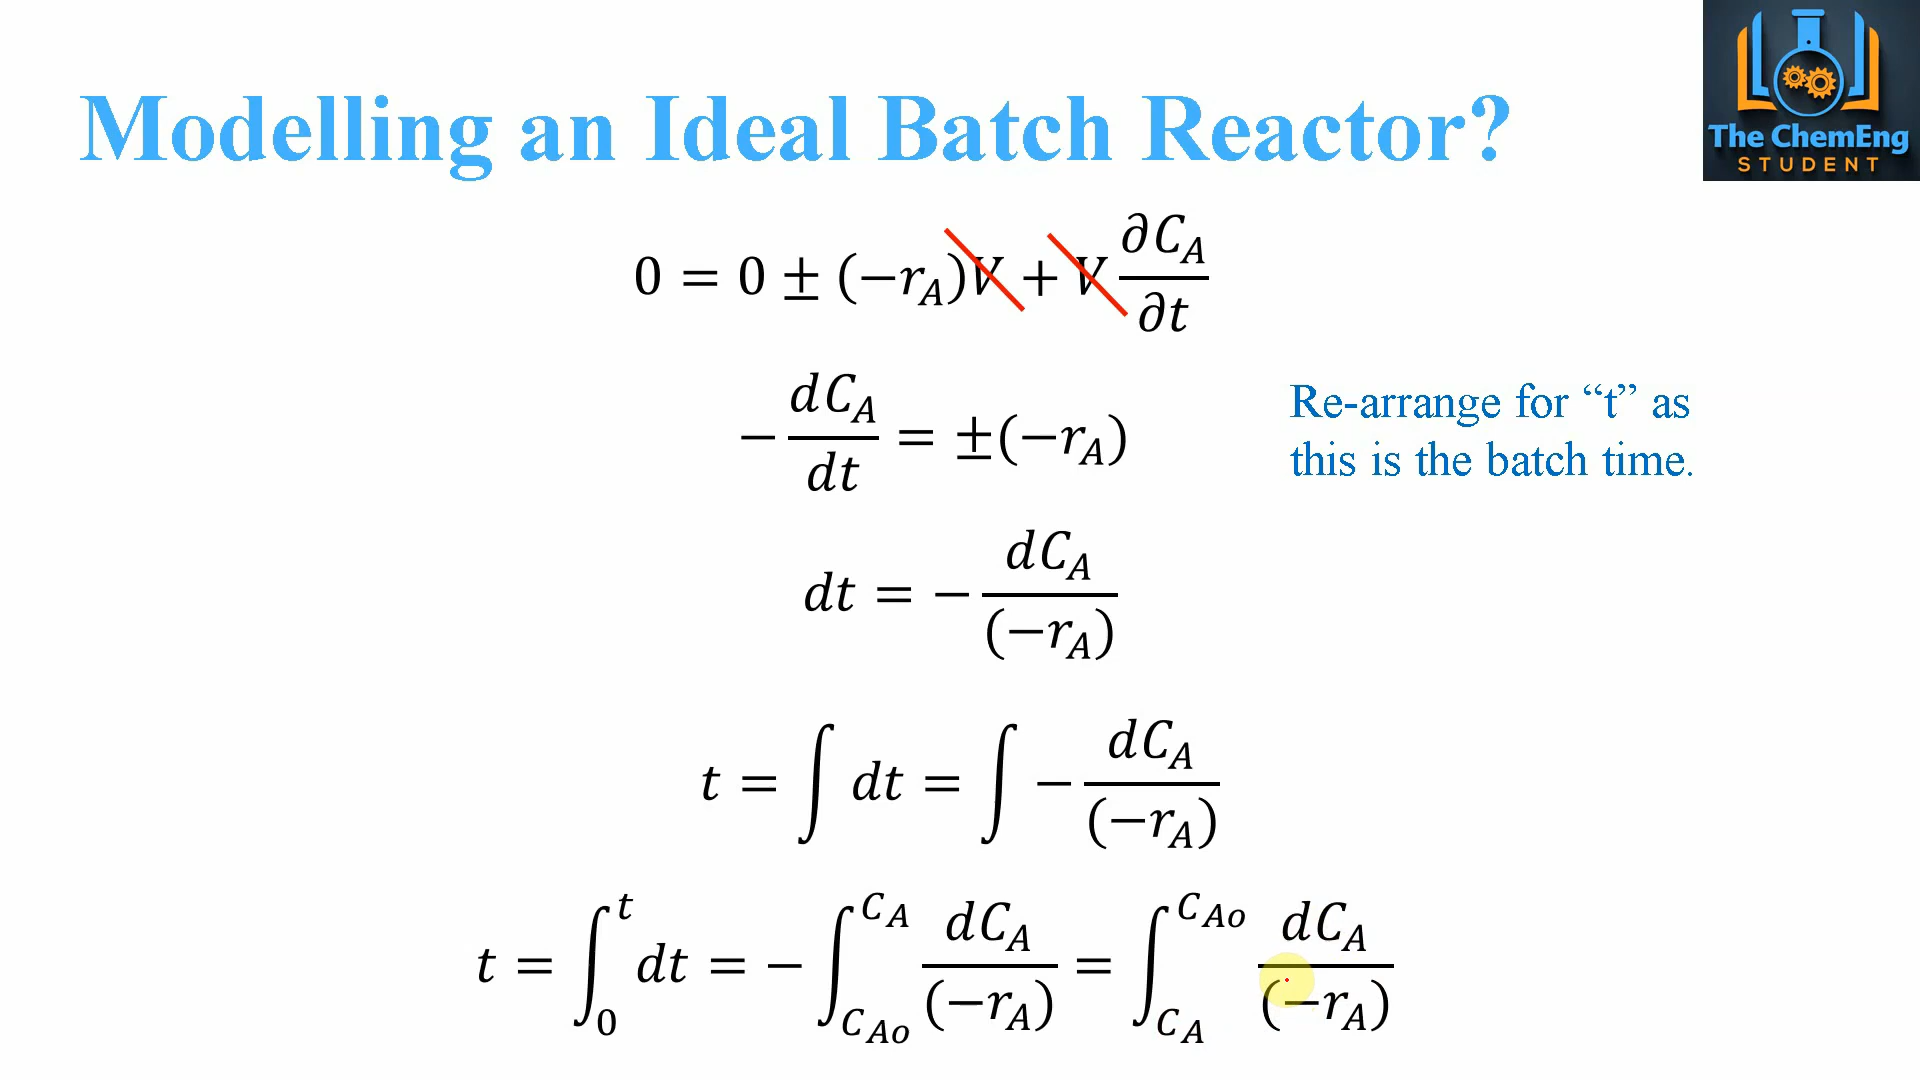 Modelling an Ideal Batch Reactor?
The ChemEng
STUDENT
0 = 0 ± (−r_A)V + V ∂C_A/∂t
− dC_A/dt = ±(−r_A)
Re-arrange for “t” as
this is the batch time.
dt = − dC_A/(−r_A)
t = ∫ dt = ∫ − dC_A/(−r_A)
t = ∫_0^t dt = − ∫_{C_Ao}^{C_A} dC_A/(−r_A) = ∫_{C_A}^{C_Ao} dC_A/(−r_A)